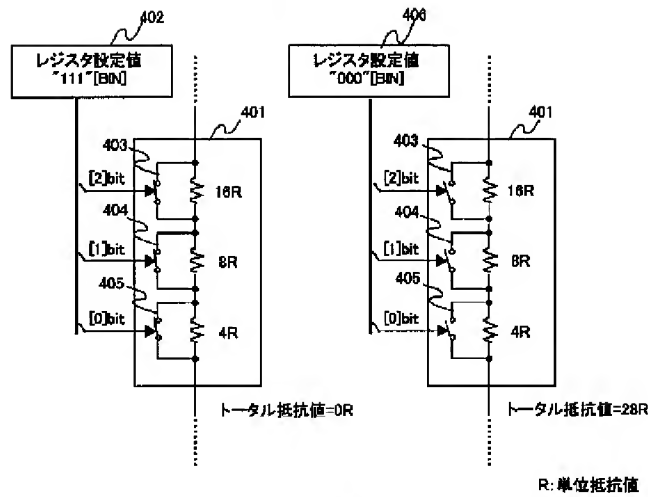 402
レジスタ設定値
"111"[BIN]
401
403
[2]bit
16R
404
[1]bit
8R
405
[0]bit
4R
トータル抵抗値=0R
406
レジスタ設定値
"000"[BIN]
401
403
[2]bit
16R
404
[1]bit
8R
405
[0]bit
4R
トータル抵抗値=28R
R:単位抵抗値